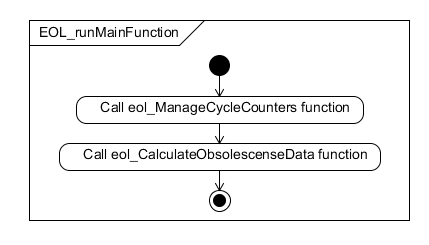 EOL_runMainFunction
Call eol_ManageCycleCounters function
Call eol_CalculateObsolescenseData function